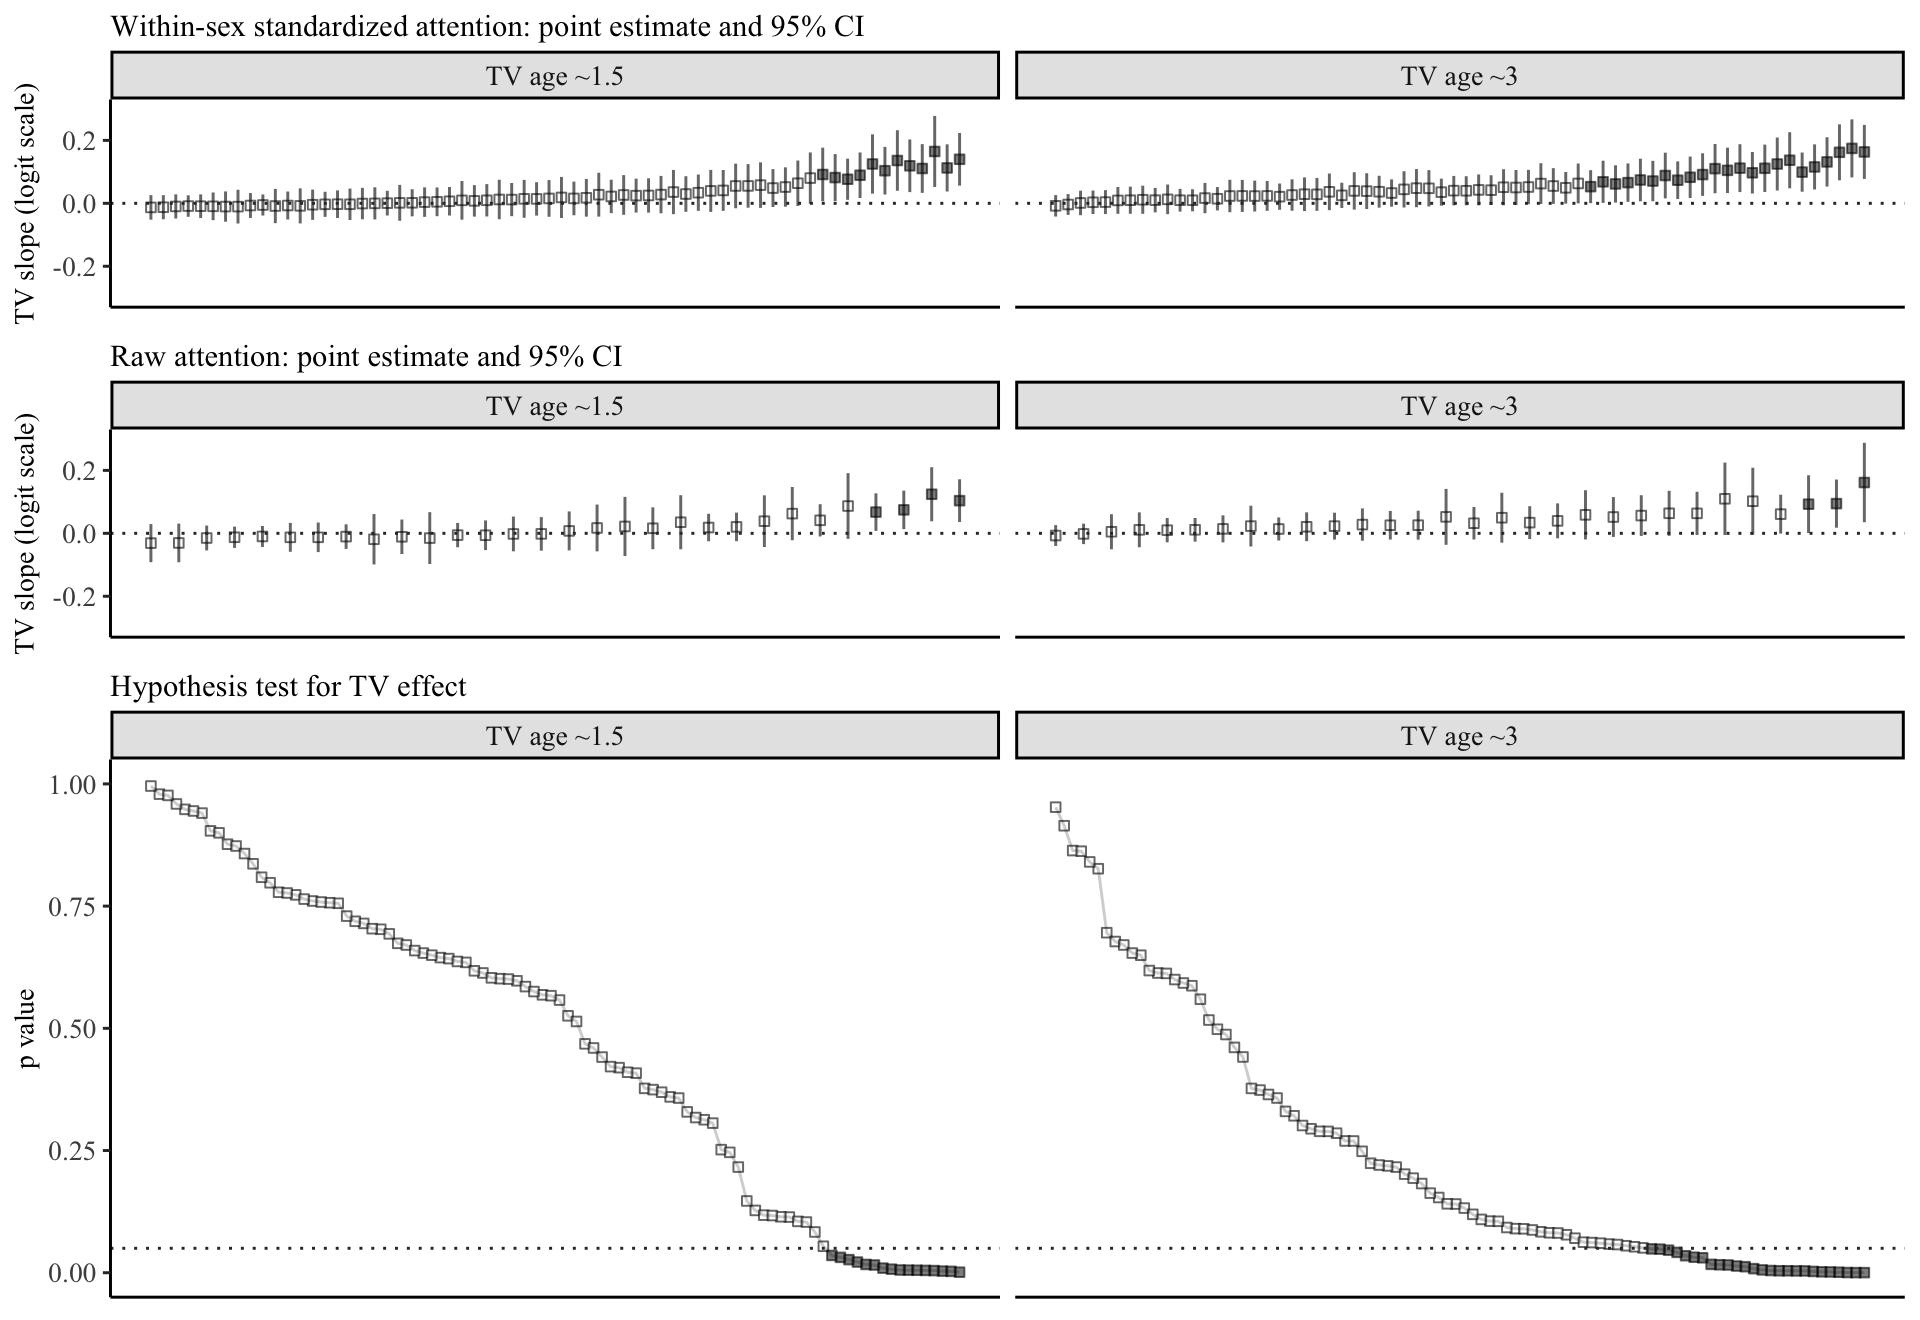 Within-sex standardized attention: point estimate and 95% CI
TV age ~1.5
TV age ~3
TV slope (logit scale)
0.2
0.0
-0.2
Raw attention: point estimate and 95% CI
TV age ~1.5
TV age ~3
TV slope (logit scale)
0.2
0.0
-0.2
Hypothesis test for TV effect
TV age ~1.5
TV age ~3
p value
1.00
0.75
0.50
0.25
0.00